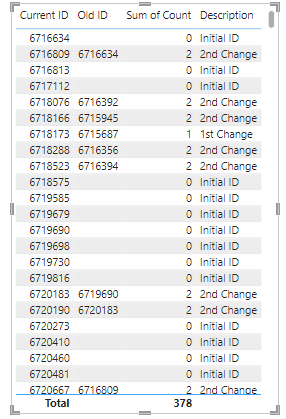 Current ID Old ID Sum of Count Description
6716634 0 Initial ID
6716809 6716634 2 2nd Change
6716813 0 Initial ID
6717112 0 Initial ID
6718076 6716392 2 2nd Change
6718166 6715945 2 2nd Change
6718173 6715687 1 1st Change
6718288 6716356 2 2nd Change
6718523 6716394 2 2nd Change
6718575 0 Initial ID
6719585 0 Initial ID
6719679 0 Initial ID
6719690 0 Initial ID
6719698 0 Initial ID
6719730 0 Initial ID
6719816 0 Initial ID
6720183 6719690 2 2nd Change
6720190 6720183 2 2nd Change
6720273 0 Initial ID
6720410 0 Initial ID
6720460 0 Initial ID
6720481 0 Initial ID
6720667 6716809 2 2nd Change
Total 378